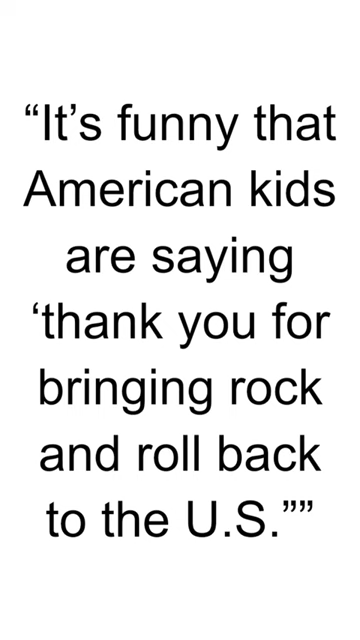 “It’s funny that
American kids
are saying
‘thank you for
bringing rock
and roll back
to the U.S.””